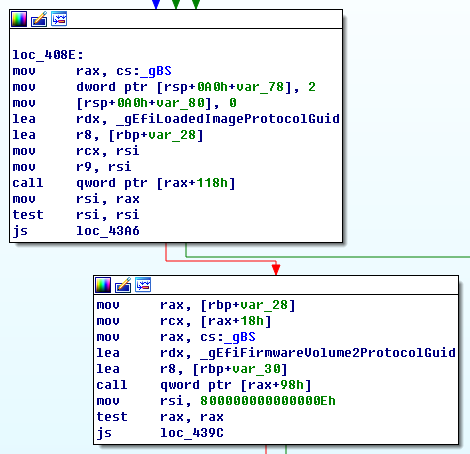 loc_408E:
mov rax, cs:_gBS
mov dword ptr [rsp+0A0h+var_78], 2
mov [rsp+0A0h+var_80], 0
lea rdx, _gEfiLoadedImageProtocolGuid
lea r8, [rbp+var_28]
mov rcx, rsi
mov r9, rsi
call qword ptr [rax+118h]
mov rsi, rax
test rsi, rsi
js loc_43A6
mov rax, [rbp+var_28]
mov rcx, [rax+18h]
mov rax, cs:_gBS
lea rdx, _gEfiFirmwareVolume2ProtocolGuid
lea r8, [rbp+var_30]
call qword ptr [rax+98h]
mov rsi, 800000000000000Eh
test rax, rax
js loc_439C